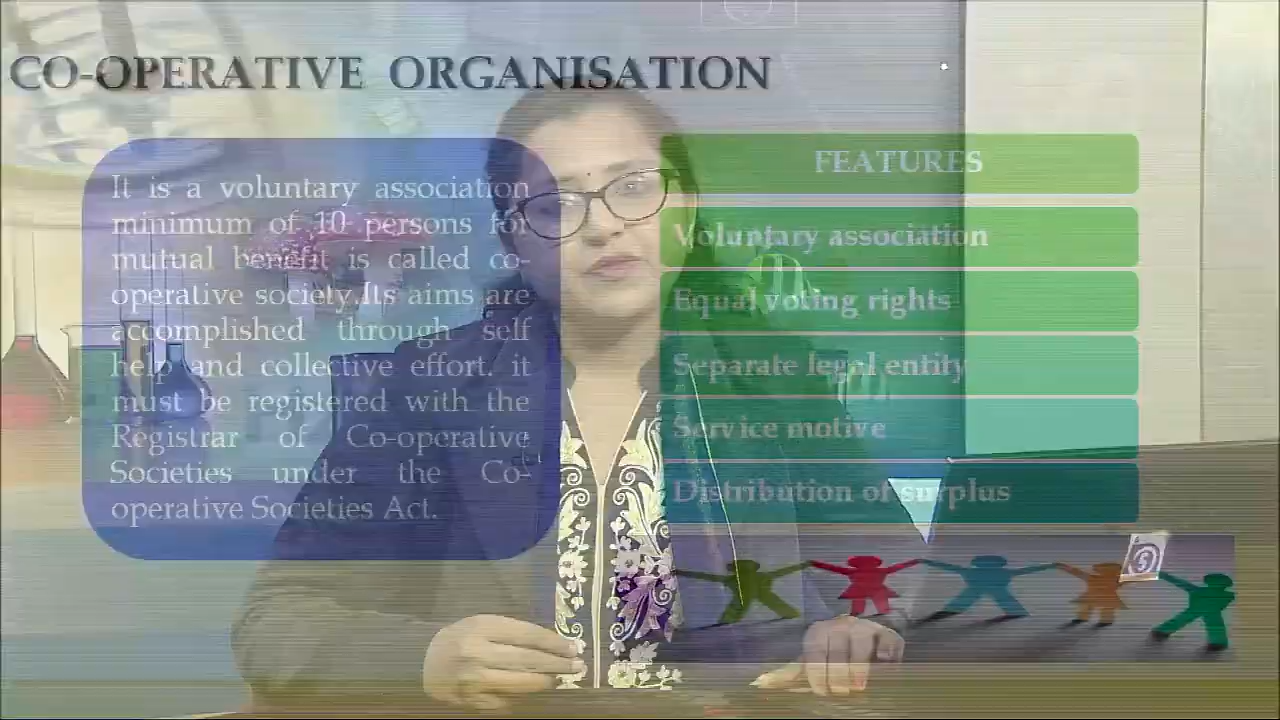 CO-OPERATIVE ORGANISATION
It is a voluntary association
minimum of 10 persons for
mutual benefit is called co-
operative society.Its aims are
accomplished through self
help and collective effort. it
must be registered with the
Registrar of Co-operative
Societies under the Co-
operative Societies Act.
FEATURES
Voluntary association
Equal voting rights
Separate legal entity
Service motive
Distribution of surplus